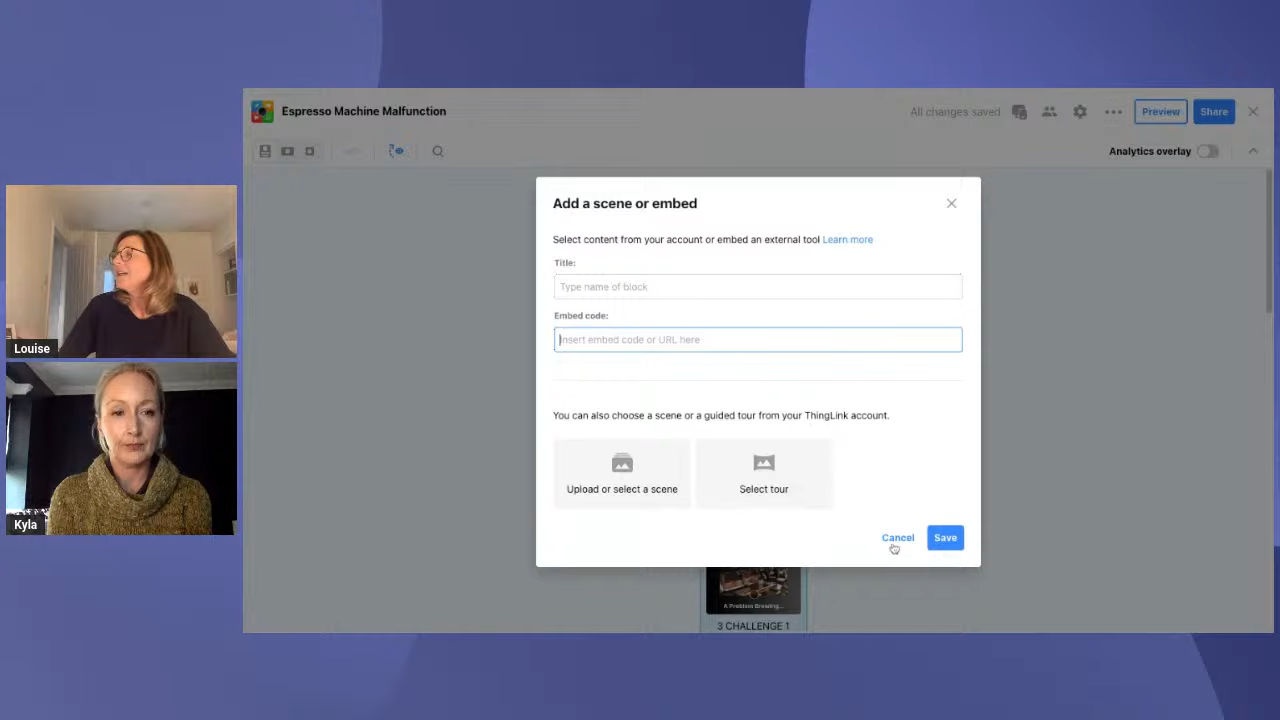 Espresso Machine Malfunction
All changes saved
Preview
Share
Analytics overlay
Add a scene or embed
Select content from your account or embed an external tool Learn more
Title:
Type name of block
Embed code:
Insert embed code or URL here
You can also choose a scene or a guided tour from your ThingLink account.
Upload or select a scene
Select tour
Cancel
Save
A Problem Brewing...
3 CHALLENGE 1
Louise
Kyla